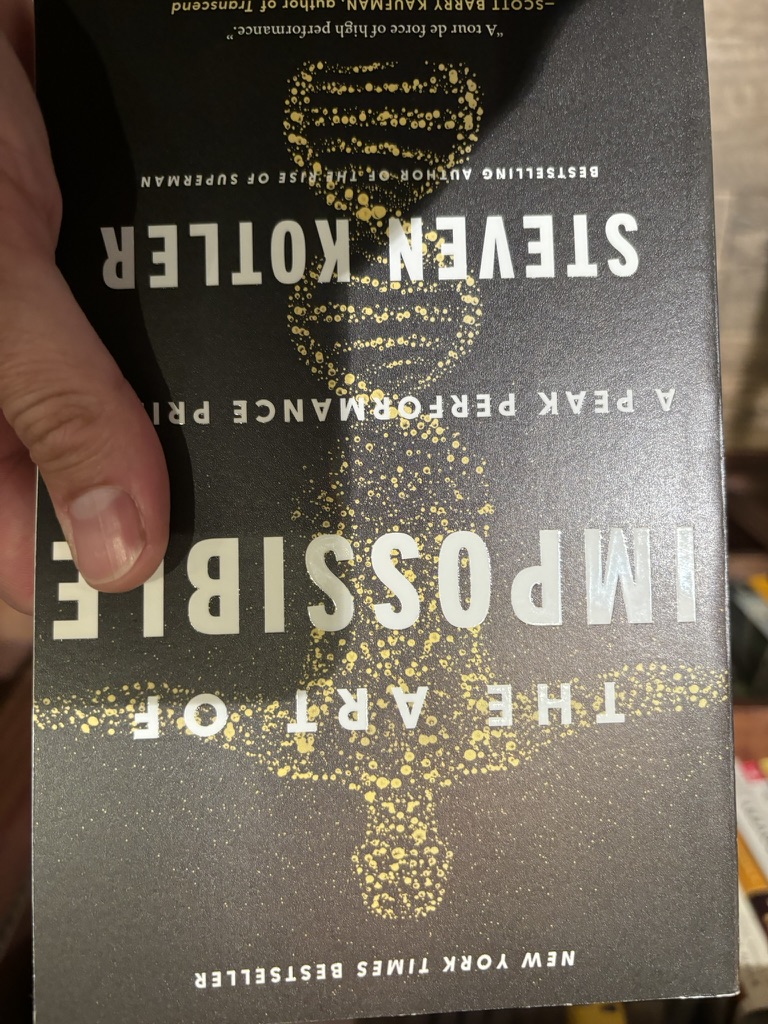 NEW YORK TIMES BESTSELLER
THE ART OF
IMPOSSIBLE
A PEAK PERFORMANCE PRI
STEVEN KOTLER
BESTSELLING AUTHOR OF THE RISE OF SUPERMAN
“A tour de force of high performance.”
—SCOTT BARRY KAUFMAN, author of Transcend